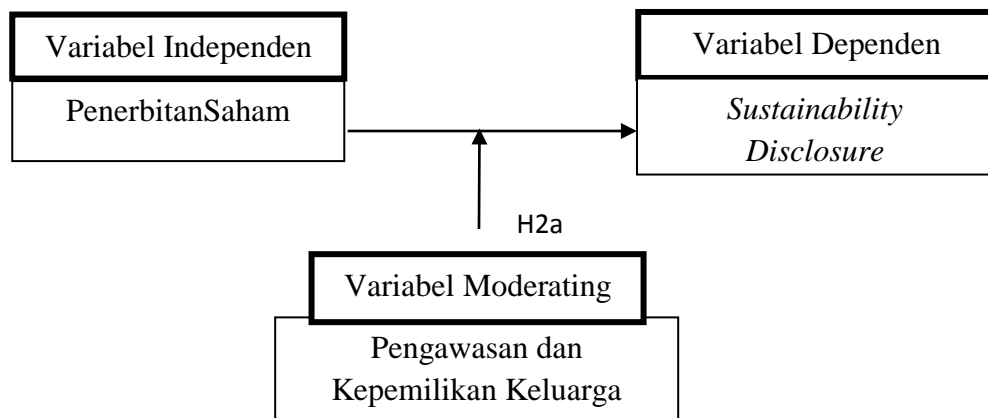 Variabel Independen
PenerbitanSaham
Variabel Dependen
Sustainability
Disclosure
H2a
Variabel Moderating
Pengawasan dan
Kepemilikan Keluarga